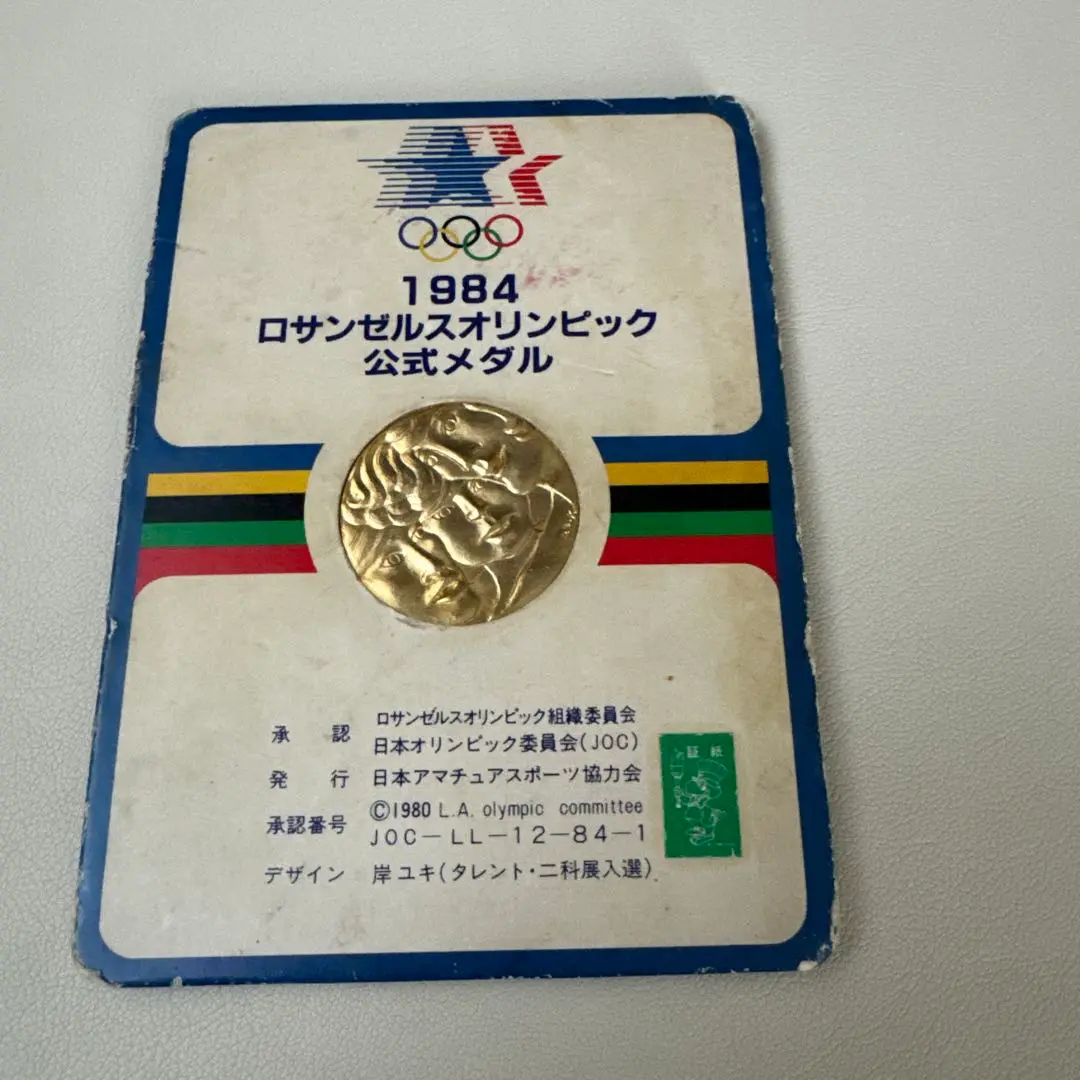 1984
ロサンゼルスオリンピック
公式メダル
承認 ロサンゼルスオリンピック組織委員会
日本オリンピック委員会(JOC)
発行 日本アマチュアスポーツ協力会
承認番号 ©1980 L.A. olympic committee
JOC-LL-12-84-1
デザイン 岸ユキ(タレント・二科展入選)
証紙